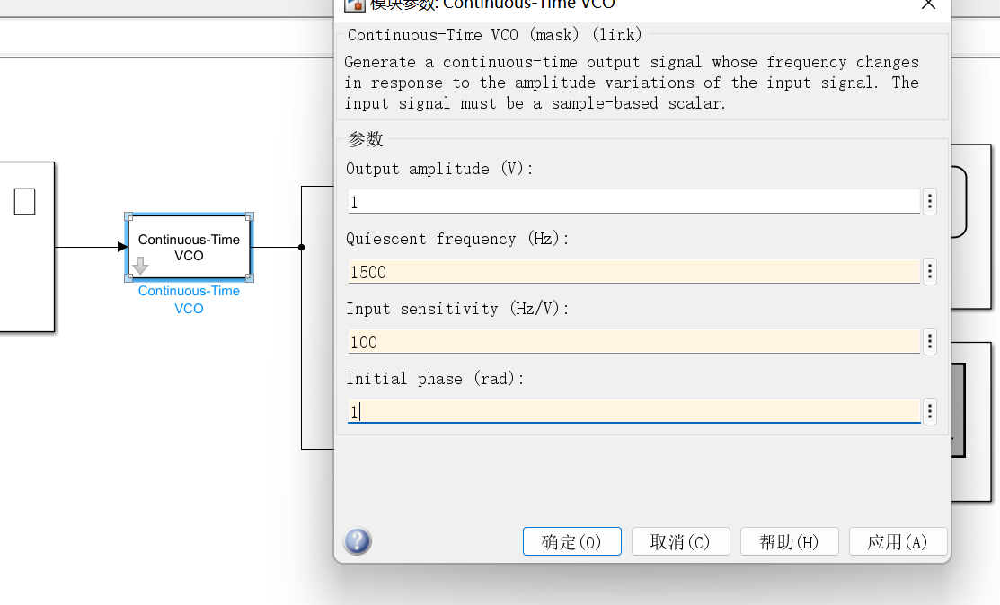 模块参数: Continuous-Time VCO
Continuous-Time VCO (mask) (link)
Generate a continuous-time output signal whose frequency changes
in response to the amplitude variations of the input signal. The
input signal must be a sample-based scalar.
参数
Output amplitude (V):
1
Quiescent frequency (Hz):
1500
Input sensitivity (Hz/V):
100
Initial phase (rad):
1
Continuous-Time
VCO
Continuous-Time
VCO
确定(O)
取消(C)
帮助(H)
应用(A)